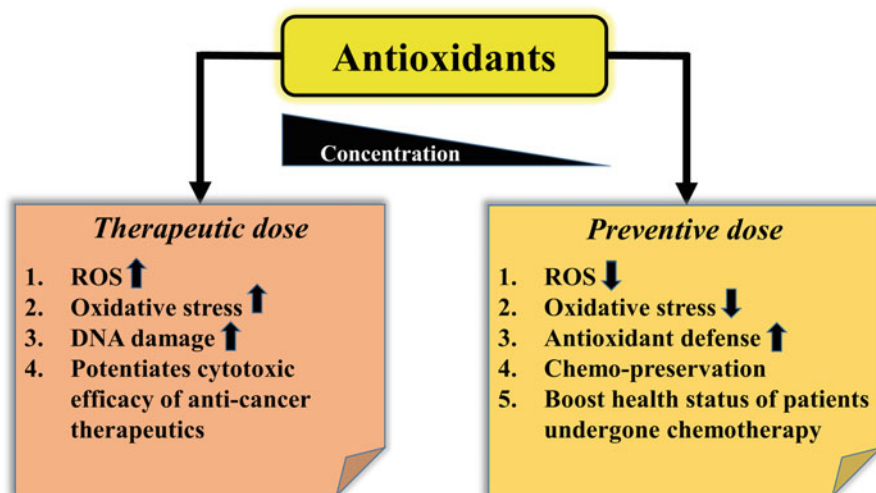 Antioxidants
Concentration
Therapeutic dose
1. ROS
2. Oxidative stress
3. DNA damage
4. Potentiates cytotoxic
efficacy of anti-cancer
therapeutics
Preventive dose
1. ROS
2. Oxidative stress
3. Antioxidant defense
4. Chemo-preservation
5. Boost health status of patients
undergone chemotherapy